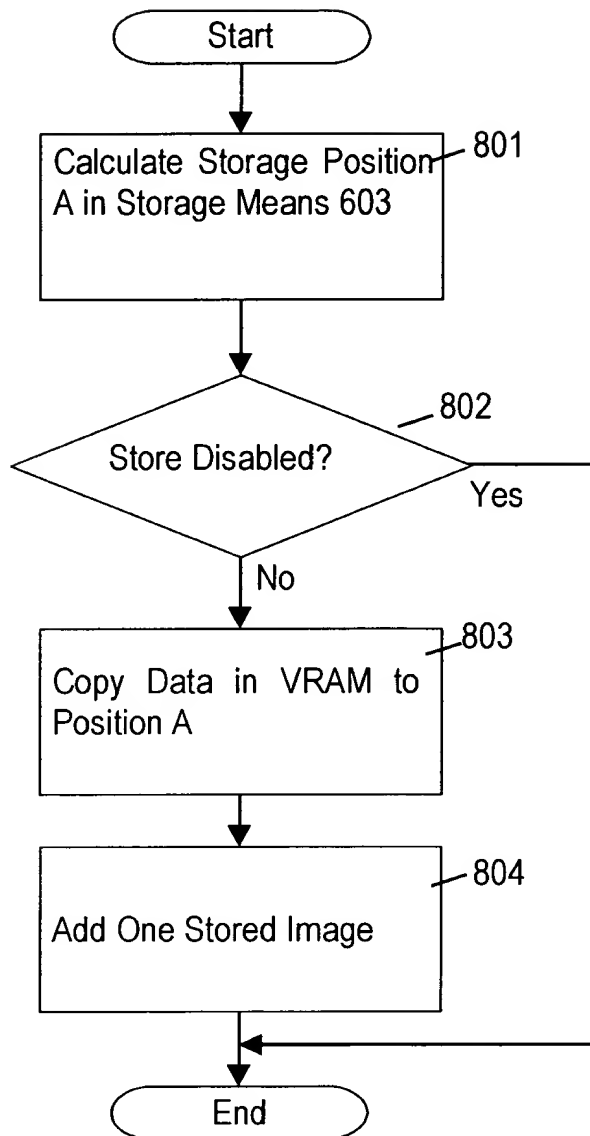 Start
801
Calculate Storage Position
A in Storage Means 603
802
Store Disabled?
Yes
No
803
Copy Data in VRAM to
Position A
804
Add One Stored Image
End